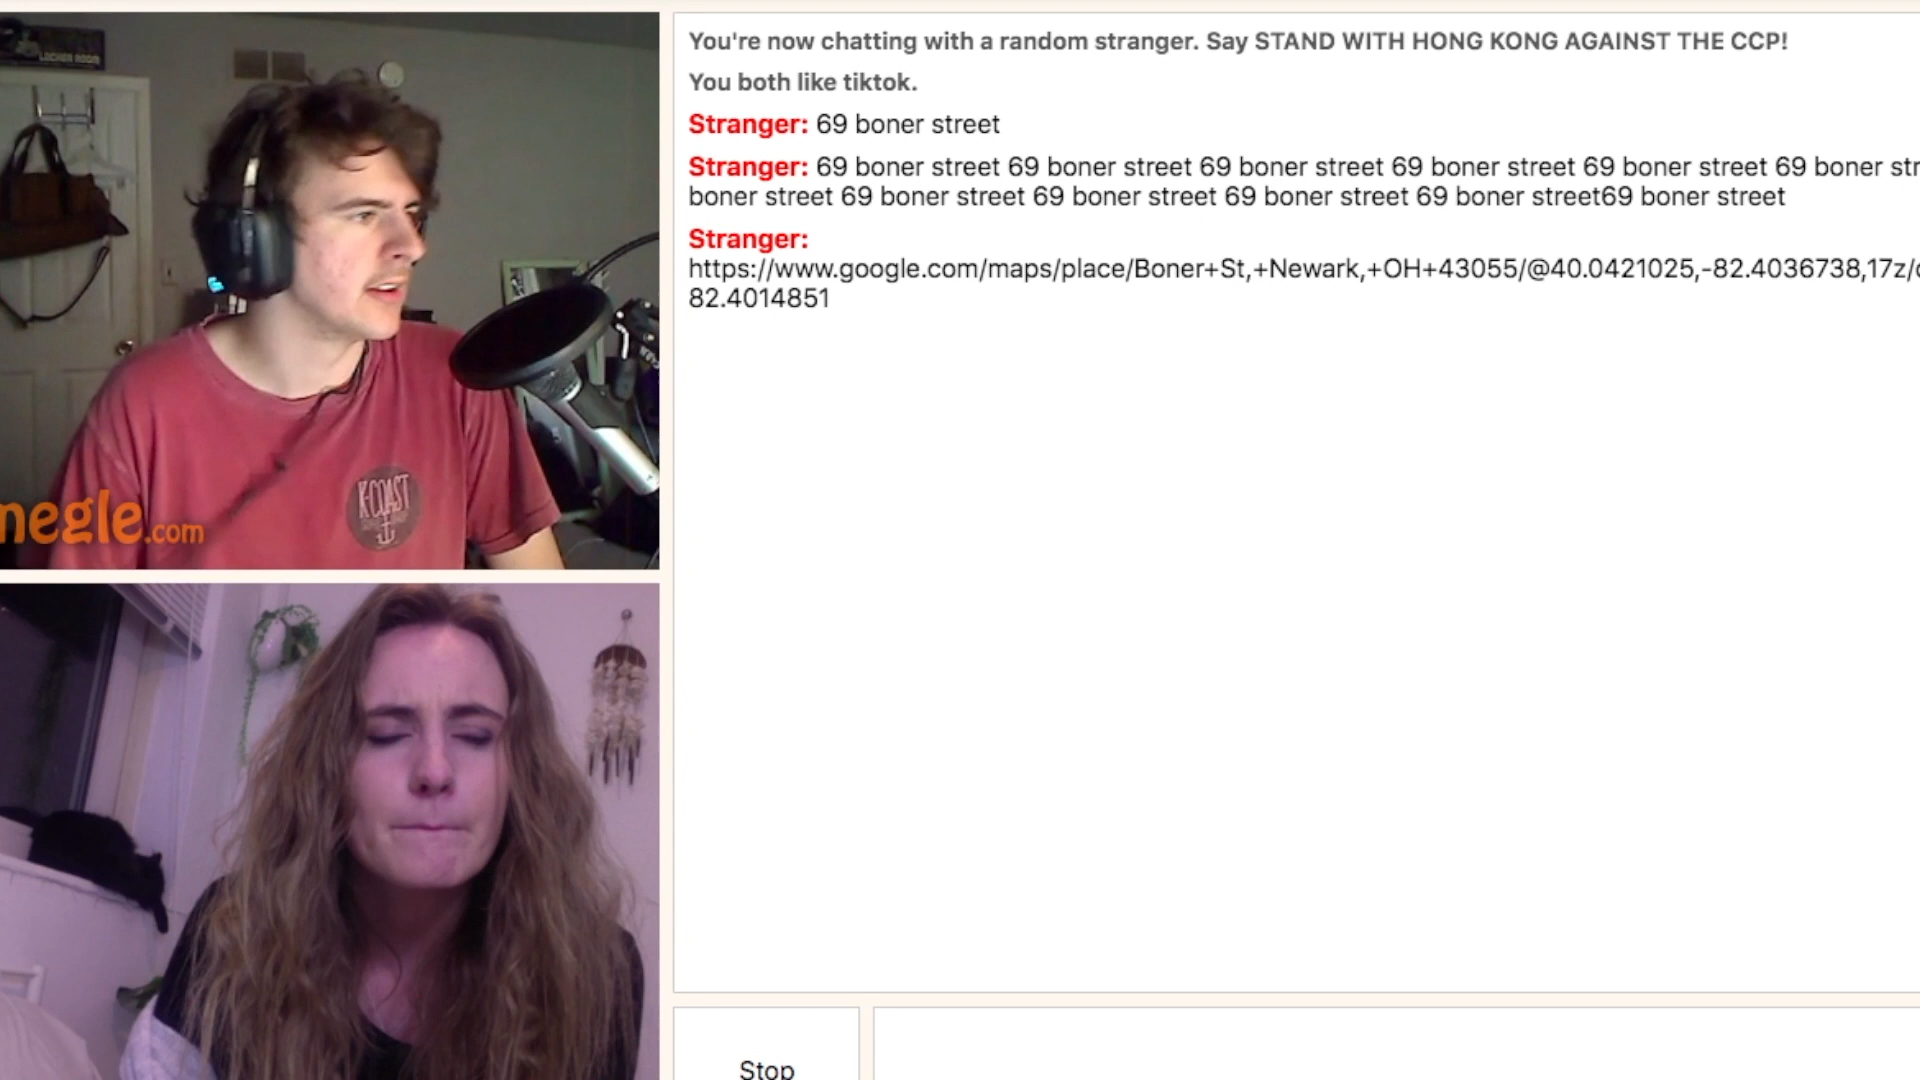 LOCKER ROOM
You're now chatting with a random stranger. Say STAND WITH HONG KONG AGAINST THE CCP!
You both like tiktok.
Stranger: 69 boner street
Stranger: 69 boner street 69 boner street 69 boner street 69 boner street 69 boner street 69 boner str
boner street 69 boner street 69 boner street 69 boner street 69 boner street69 boner street
Stranger:
https://www.google.com/maps/place/Boner+St,+Newark,+OH+43055/@40.0421025,-82.4036738,17z/
82.4014851
K-COAST
negle.com
Stop